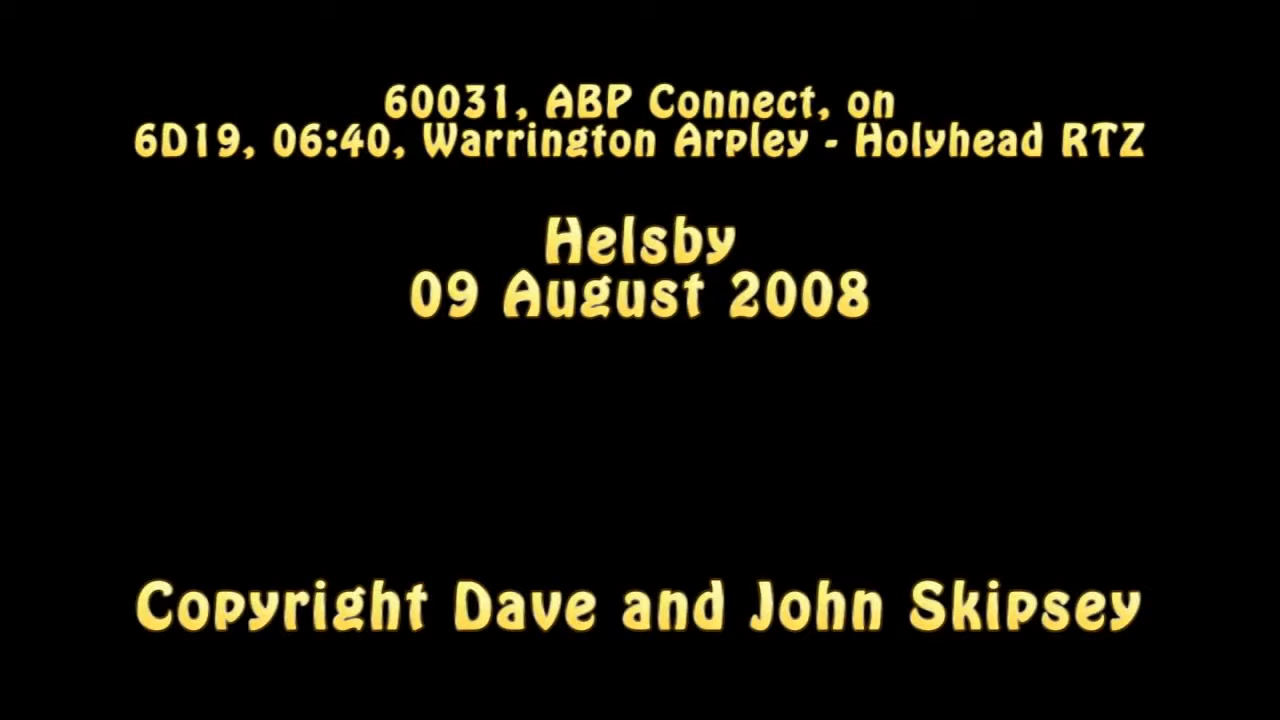 60031, ABP Connect, on
6D19, 06:40, Warrington Arpley - Holyhead RTZ
Helsby
09 August 2008
Copyright Dave and John Skipsey